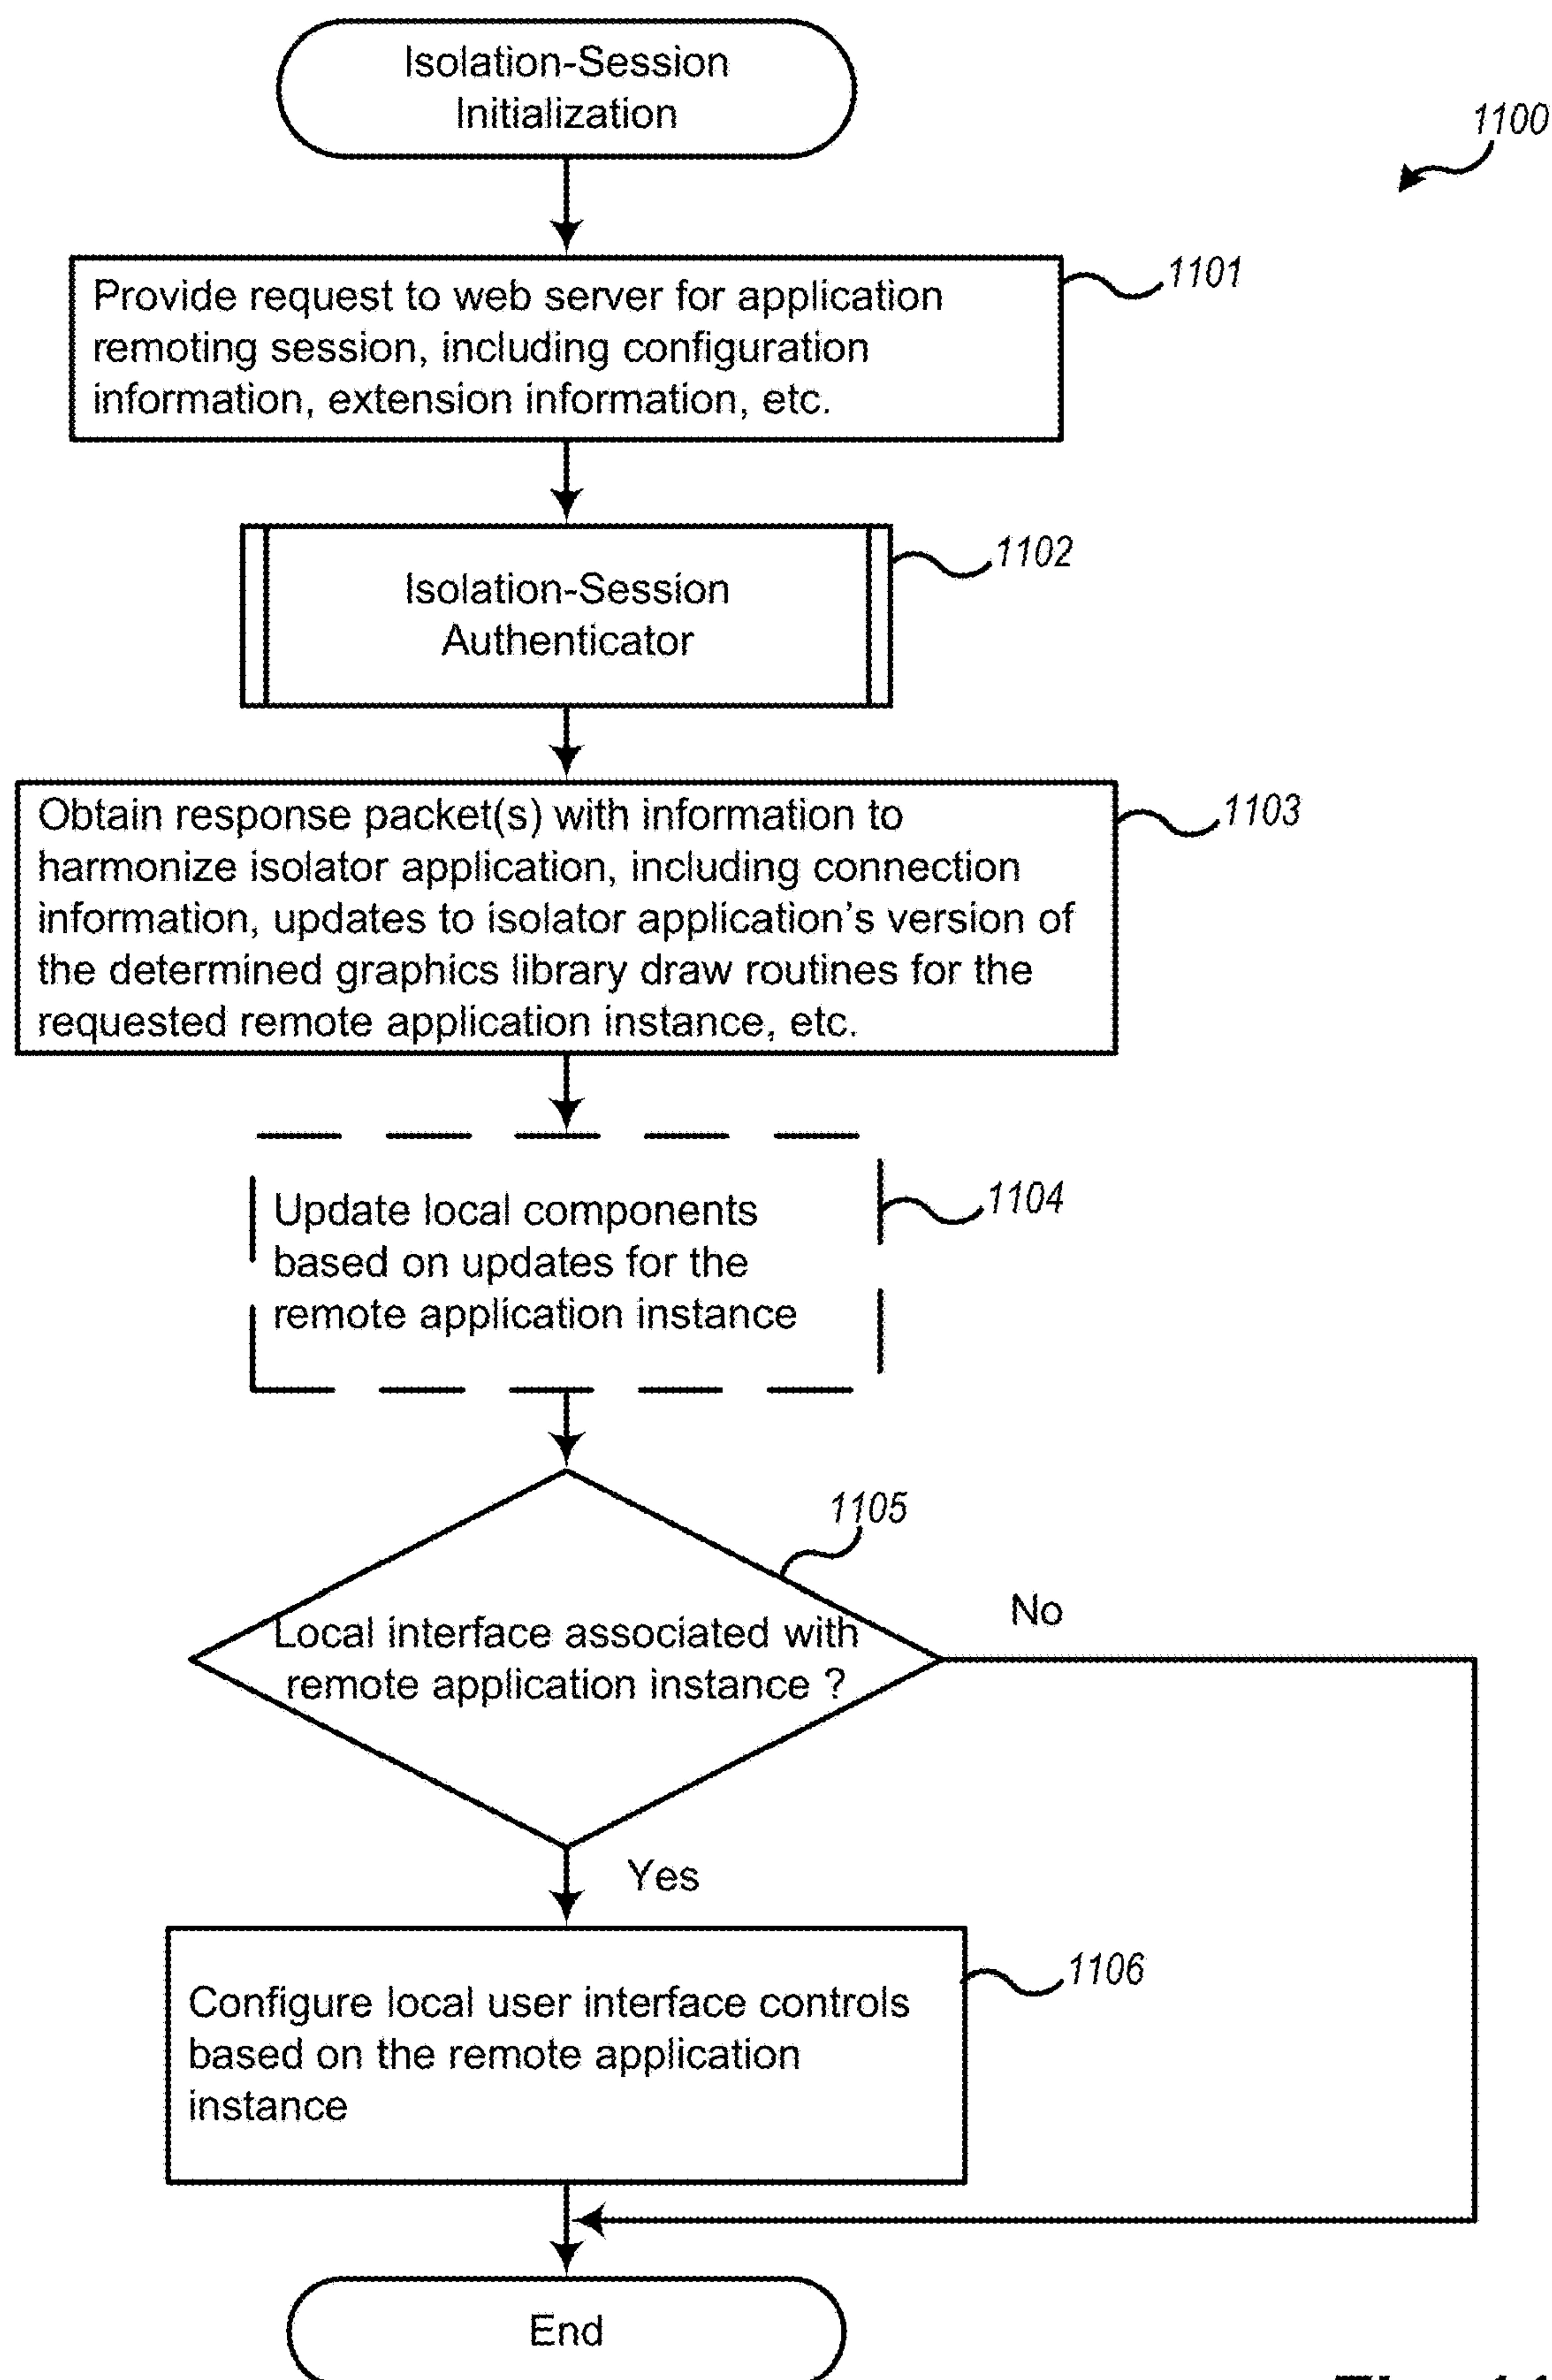 Isolation-Session
Initialization
1100
Provide request to web server for application
remoting session, including configuration
information, extension information, etc.
1101
Isolation-Session
Authenticator
1102
Obtain response packet(s) with information to
harmonize isolator application, including connection
information, updates to isolator application's version of
the determined graphics library draw routines for the
requested remote application instance, etc.
1103
Update local components
based on updates for the
remote application instance
1104
1105
Local interface associated with
remote application instance ?
No
Yes
Configure local user interface controls
based on the remote application
instance
1106
End